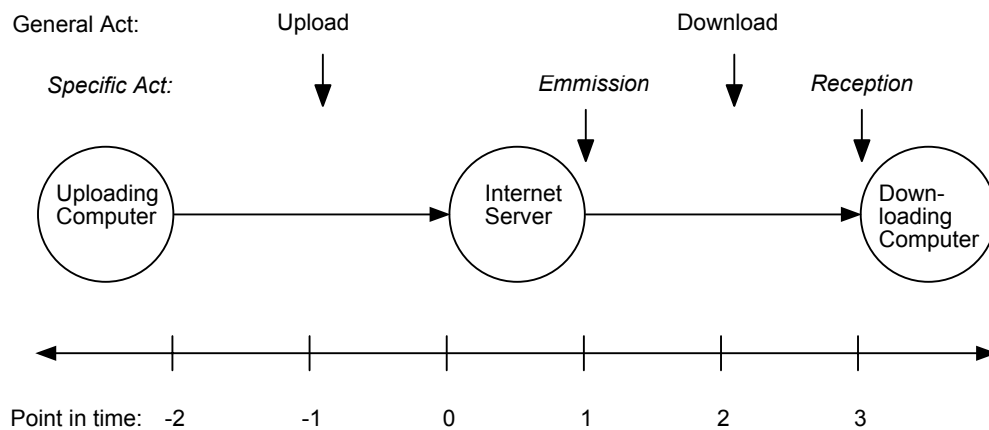 General Act: Upload Download
Specific Act: Emmission Reception
Uploading
Computer
Internet
Server
Down-
loading
Computer
Point in time: -2 -1 0 1 2 3